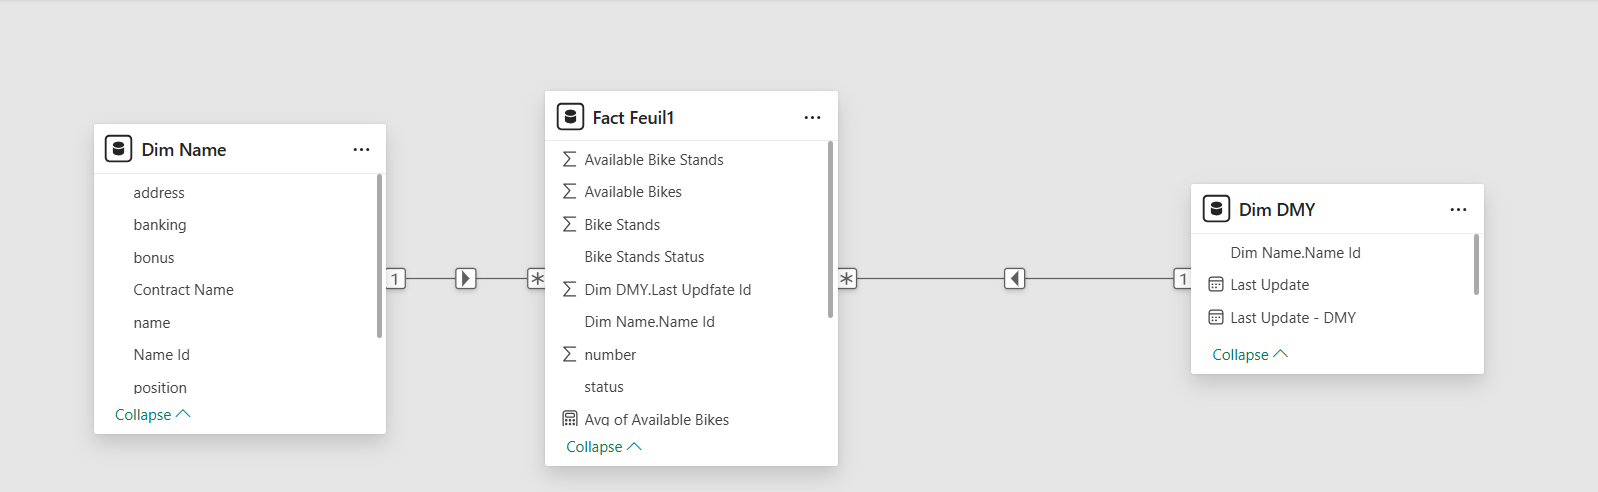 Dim Name
...
address
banking
bonus
Contract Name
name
Name Id
position
Collapse
1
*
Fact Feuil1
...
Available Bike Stands
Available Bikes
Bike Stands
Bike Stands Status
Dim DMY.Last Updfate Id
Dim Name.Name Id
number
status
Avg of Available Bikes
Collapse
*
1
Dim DMY
...
Dim Name.Name Id
Last Update
Last Update - DMY
Collapse